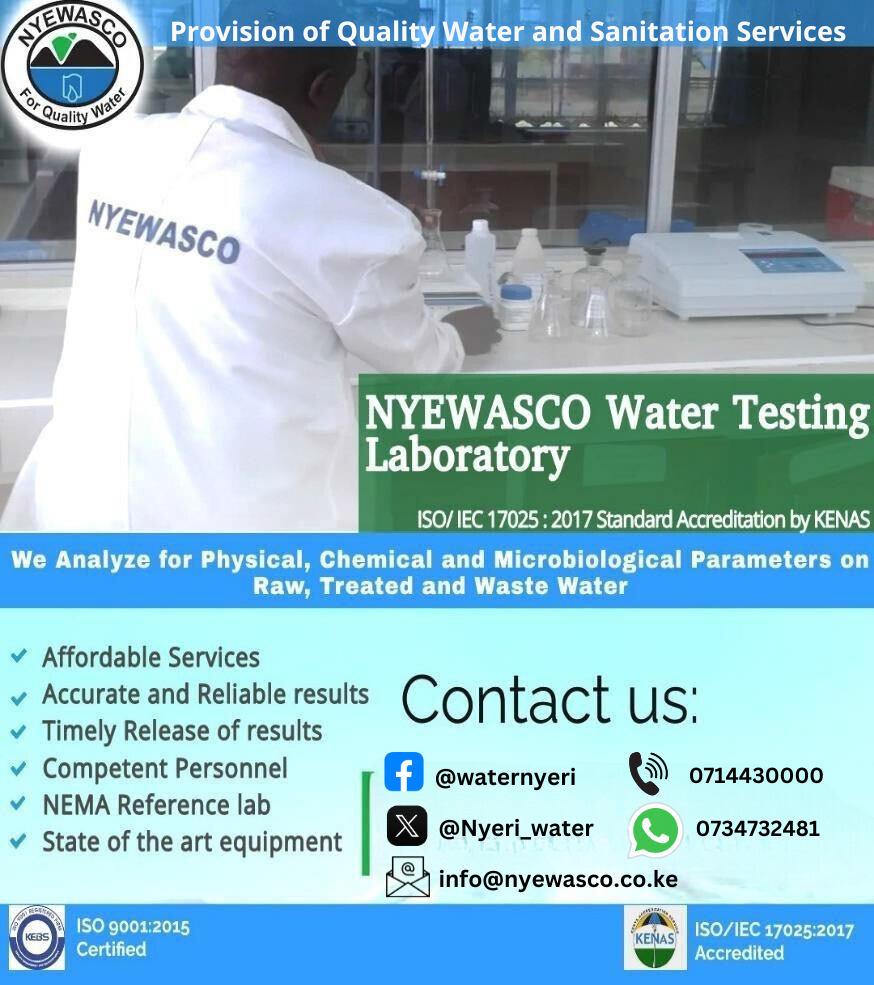 NYEWASCO
For Quality Water
Provision of Quality Water and Sanitation Services
NYEWASCO
NYEWASCO Water Testing
Laboratory
ISO/ IEC 17025 : 2017 Standard Accreditation by KENAS
We Analyze for Physical, Chemical and Microbiological Parameters on
Raw, Treated and Waste Water
Affordable Services
Accurate and Reliable results
Timely Release of results
Competent Personnel
NEMA Reference lab
State of the art equipment
Contact us:
@waternyeri
0714430000
@Nyeri_water
0734732481
@
info@nyewasco.co.ke
KEBS
ISO 9001:2015
Certified
KENAS
ISO/IEC 17025:2017
Accredited